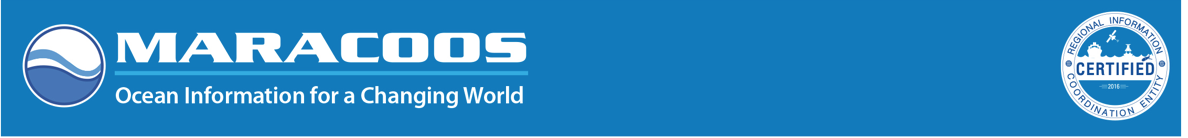 MARACOOS
Ocean Information for a Changing World
REGIONAL INFORMATION
CERTIFIED
2016
COORDINATION ENTITY